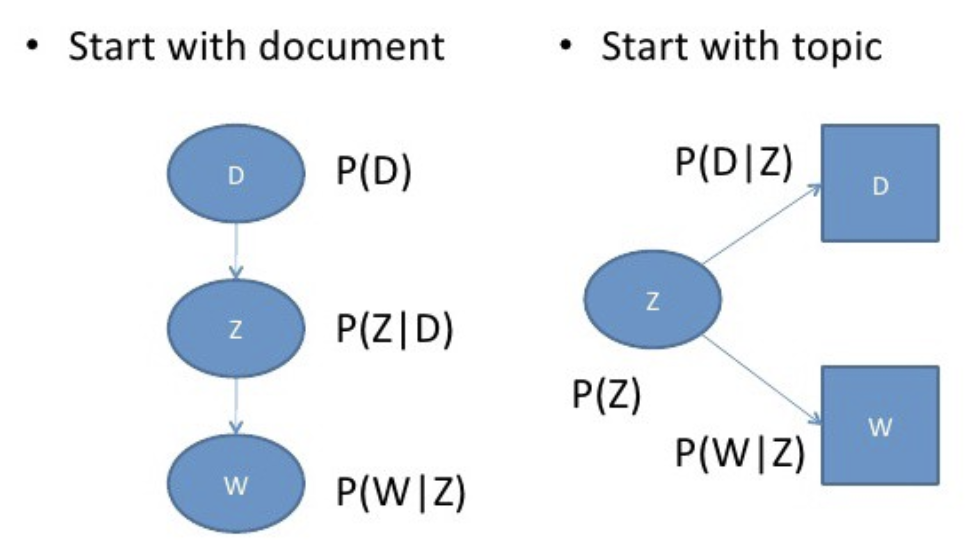 • Start with document
D P(D)
Z P(Z|D)
W P(W|Z)
• Start with topic
P(D|Z) D
Z
P(Z)
W
P(W|Z)